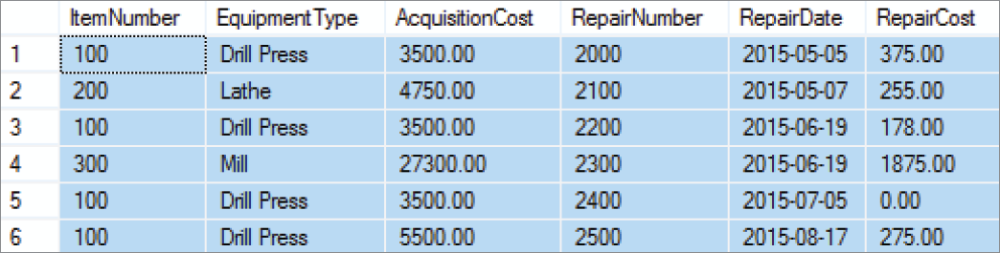 ItemNumber EquipmentType AcquisitionCost RepairNumber RepairDate RepairCost
1 100 Drill Press 3500.00 2000 2015-05-05 375.00
2 200 Lathe 4750.00 2100 2015-05-07 255.00
3 100 Drill Press 3500.00 2200 2015-06-19 178.00
4 300 Mill 27300.00 2300 2015-06-19 1875.00
5 100 Drill Press 3500.00 2400 2015-07-05 0.00
6 100 Drill Press 5500.00 2500 2015-08-17 275.00